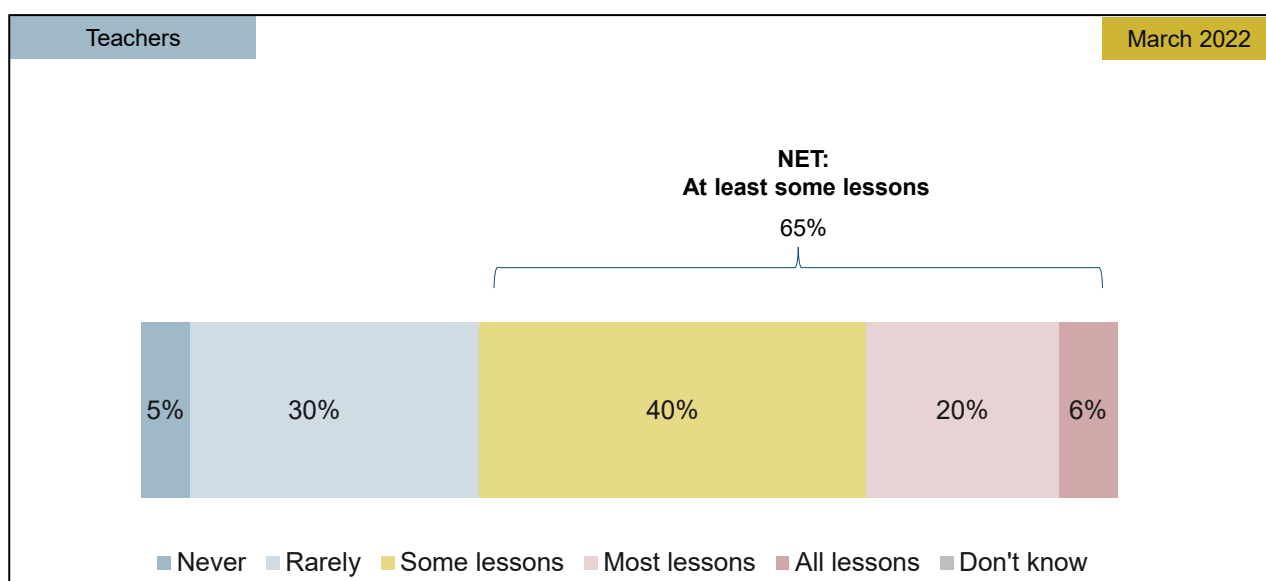 Teachers
March 2022
NET:
At least some lessons
65%
5% 30% 40% 20% 6%
Never Rarely Some lessons Most lessons All lessons Don't know